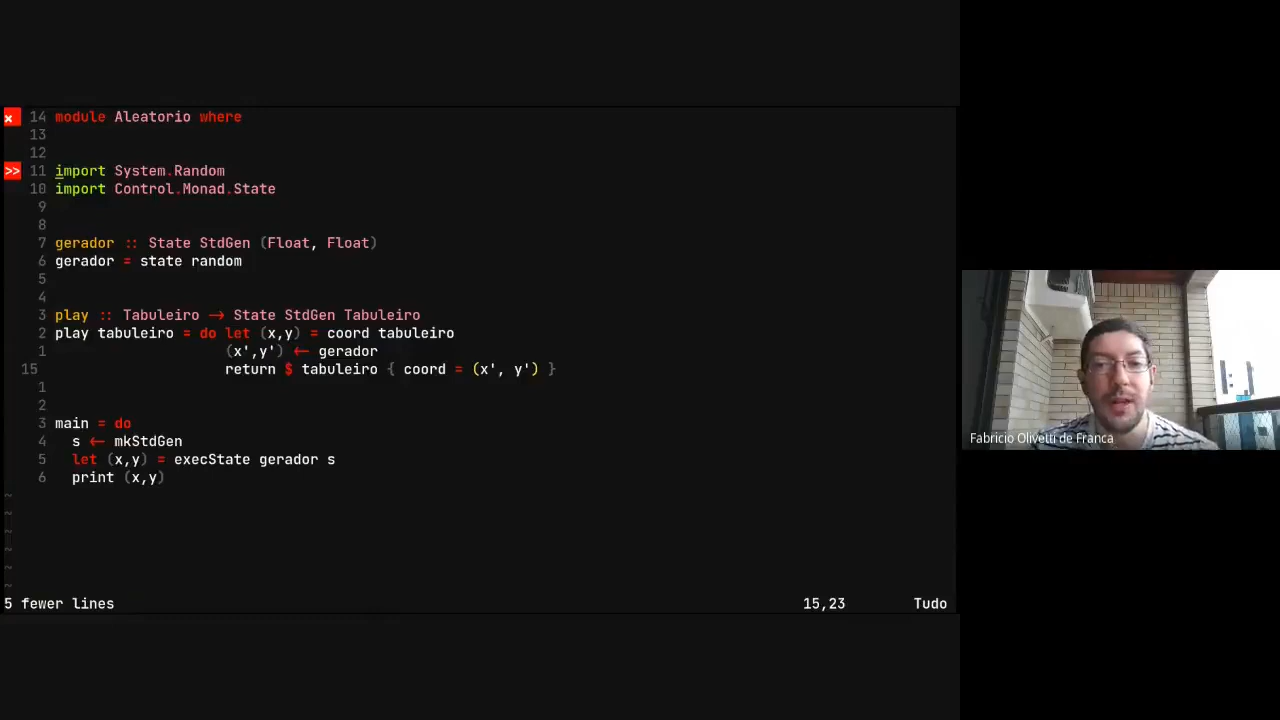 × 14 module Aleatorio where
13
12
>> 11 import System.Random
10 import Control.Monad.State
9
8
7 gerador :: State StdGen (Float, Float)
6 gerador = state random
5
4
3 play :: Tabuleiro → State StdGen Tabuleiro
2 play tabuleiro = do let (x,y) = coord tabuleiro
1 (x',y') ← gerador
15 return $ tabuleiro { coord = (x', y') }
1
2
3 main = do
4 s ← mkStdGen
5 let (x,y) = execState gerador s
6 print (x,y)
~
~
~
~
~
~
5 fewer lines 15,23 Tudo
Fabricio Olivetti de Franca